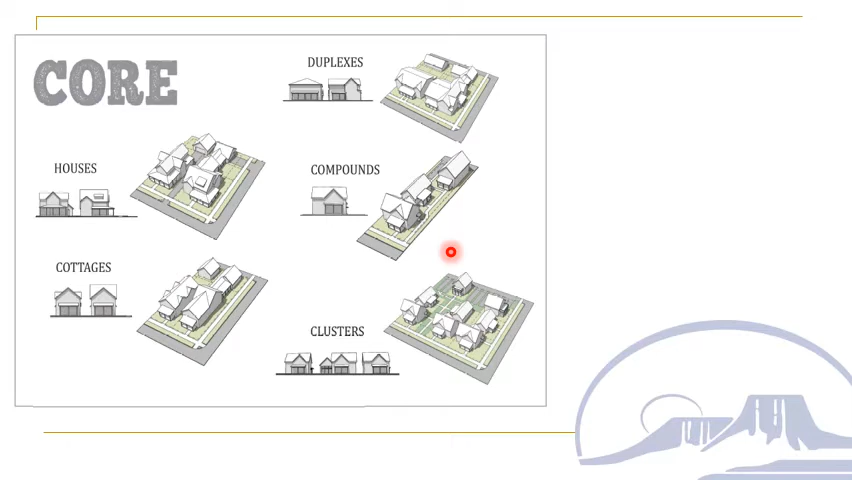 CORE
DUPLEXES
HOUSES
COMPOUNDS
COTTAGES
CLUSTERS